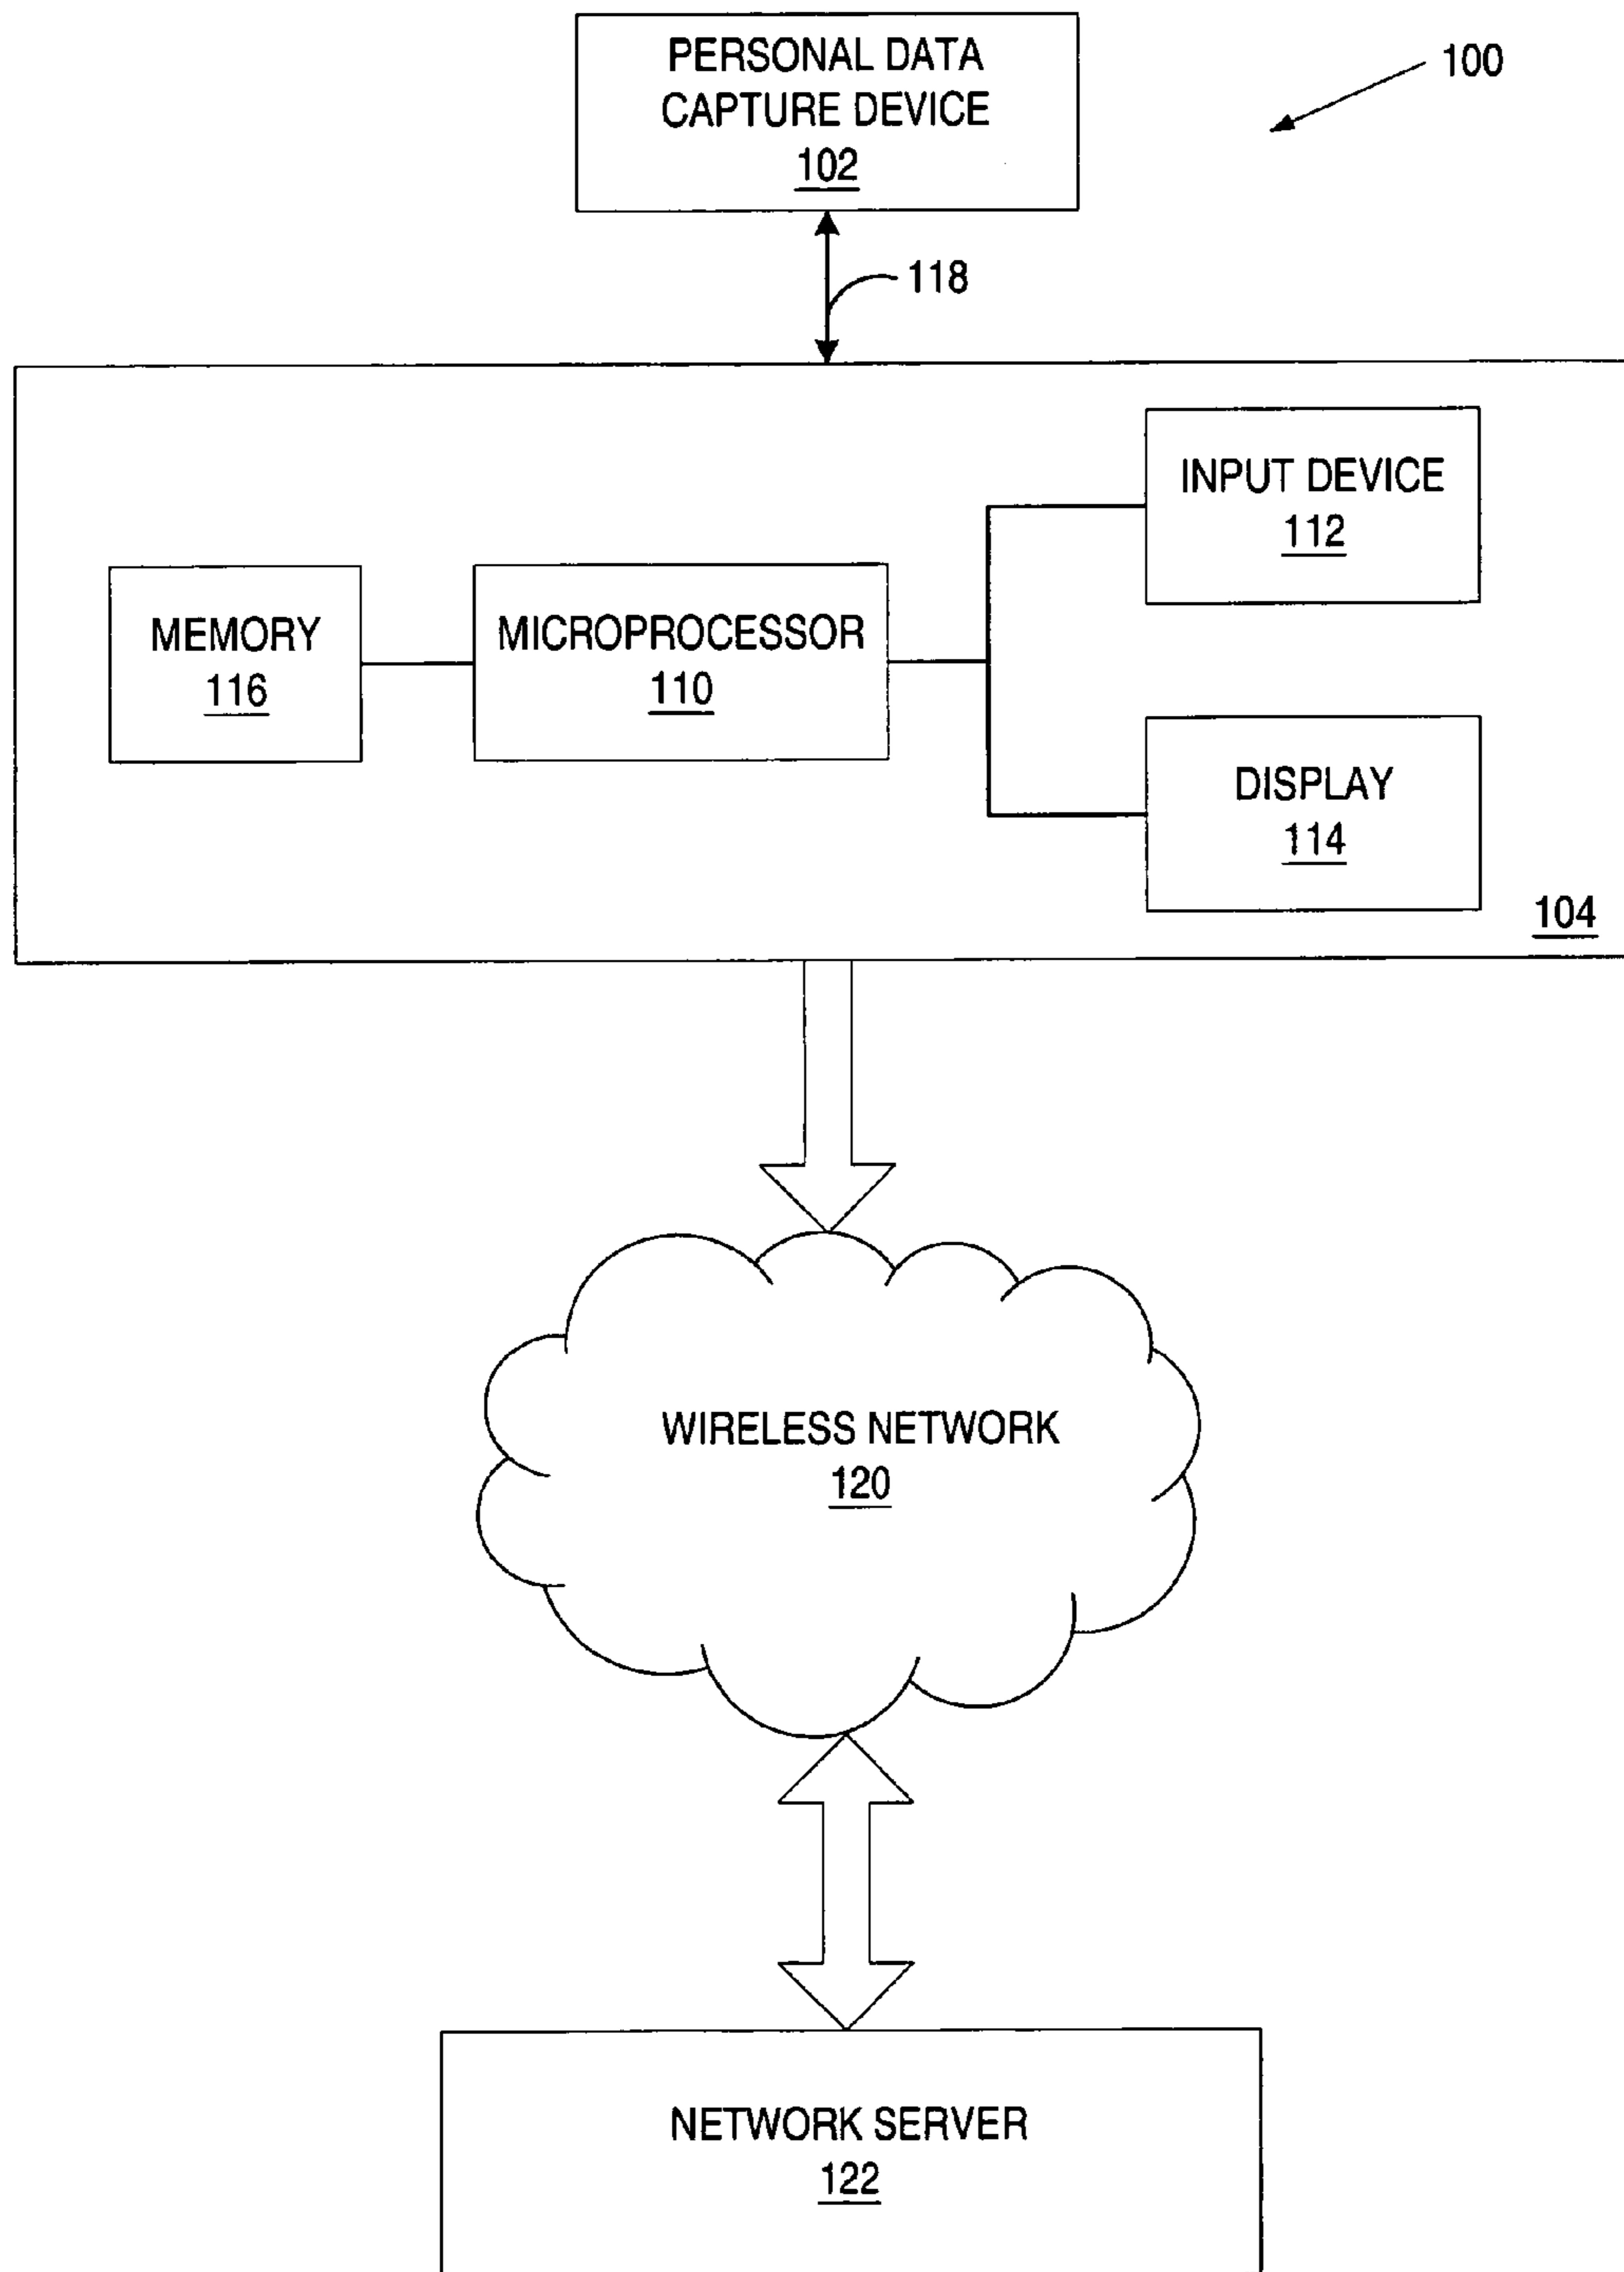 PERSONAL DATA
CAPTURE DEVICE
102
100
118
INPUT DEVICE
112
MEMORY
116
MICROPROCESSOR
110
DISPLAY
114
104
WIRELESS NETWORK
120
NETWORK SERVER
122